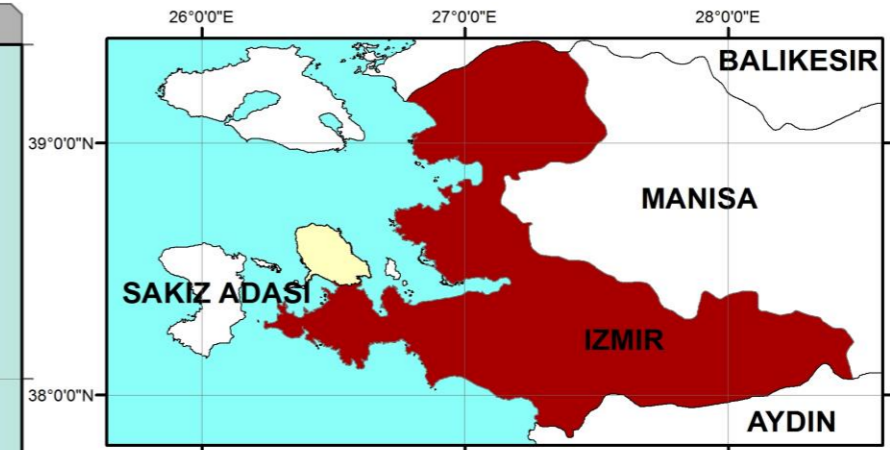 26°0'0"E 27°0'0"E 28°0'0"E
BALIKESIR
39°0'0"N
MANISA
SAKIZ ADASI
IZMIR
38°0'0"N
AYDIN